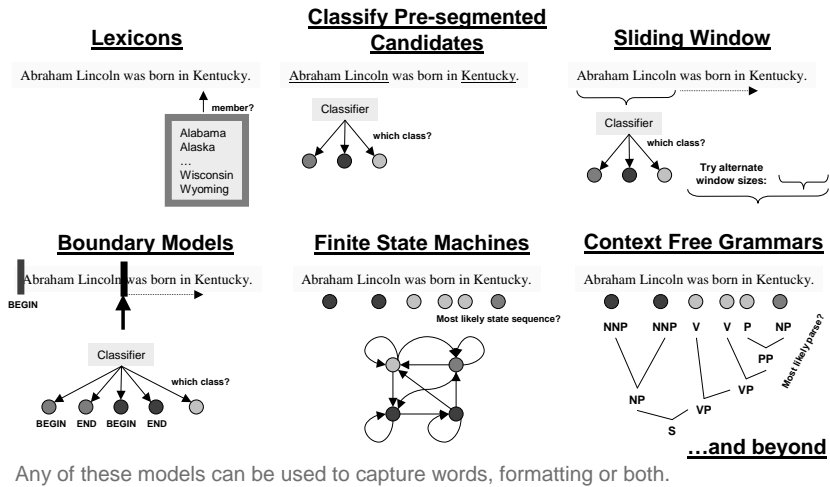 Lexicons
Abraham Lincoln was born in Kentucky.
member?
Alabama
Alaska
…
Wisconsin
Wyoming
Classify Pre-segmented
Candidates
Abraham Lincoln was born in Kentucky.
Classifier
which class?
Sliding Window
Abraham Lincoln was born in Kentucky.
Classifier
which class?
Try alternate
window sizes:
Boundary Models
Abraham Lincoln was born in Kentucky.
BEGIN
Classifier
which class?
BEGIN END BEGIN END
Finite State Machines
Abraham Lincoln was born in Kentucky.
Most likely state sequence?
Context Free Grammars
Abraham Lincoln was born in Kentucky.
NNP NNP V V P NP
Most likely parse?
PP
VP
NP
VP
S
…and beyond
Any of these models can be used to capture words, formatting or both.